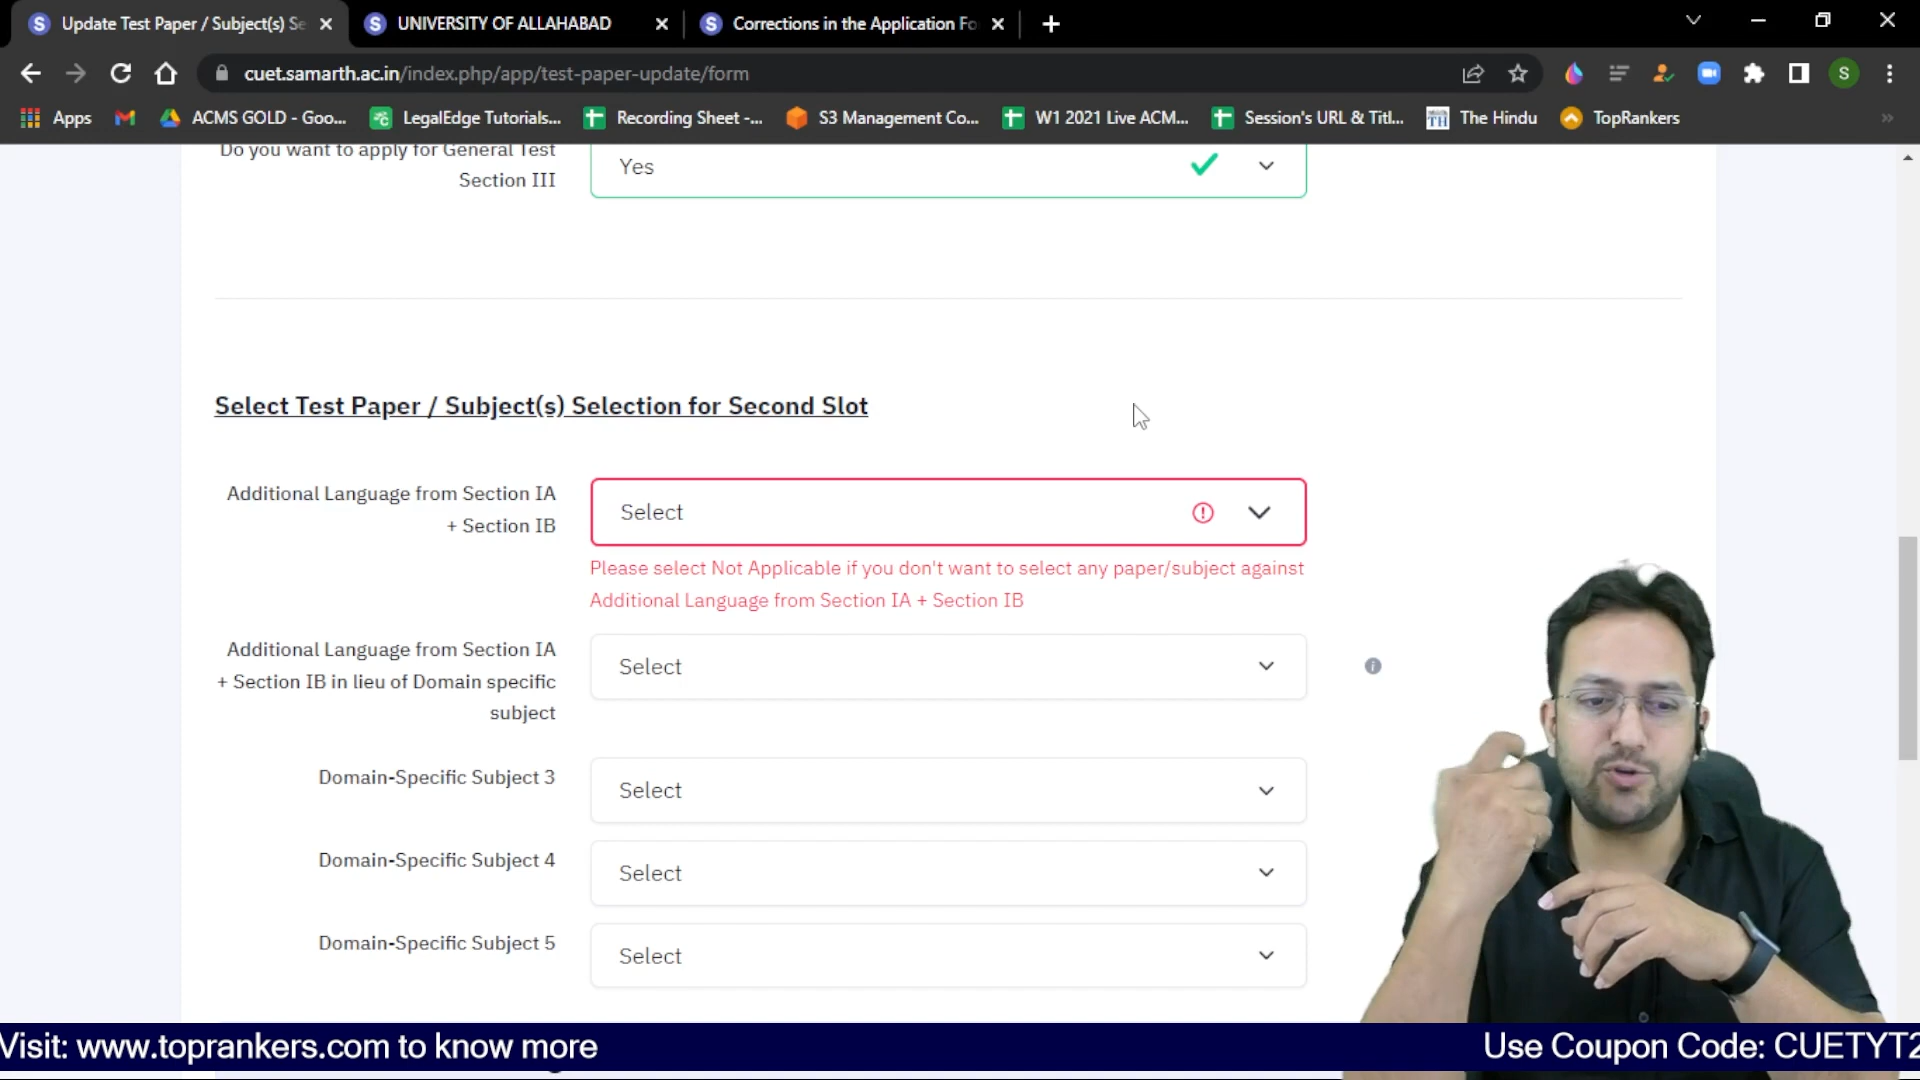 Update Test Paper / Subject(s) Se
UNIVERSITY OF ALLAHABAD
Corrections in the Application Fo
cuet.samarth.ac.in/index.php/app/test-paper-update/form
S
Apps
ACMS GOLD - Goo...
LegalEdge Tutorials...
Recording Sheet -...
S3 Management Co...
W1 2021 Live ACM...
Session's URL & Titl...
The Hindu
TopRankers
Do you want to apply for General Test
Section III
Yes
Select Test Paper / Subject(s) Selection for Second Slot
Additional Language from Section IA
+ Section IB
Select
Please select Not Applicable if you don't want to select any paper/subject against
Additional Language from Section IA + Section IB
Additional Language from Section IA
+ Section IB in lieu of Domain specific
subject
Select
Domain-Specific Subject 3
Select
Domain-Specific Subject 4
Select
Domain-Specific Subject 5
Select
Visit: www.toprankers.com to know more
Use Coupon Code: CUETYT2